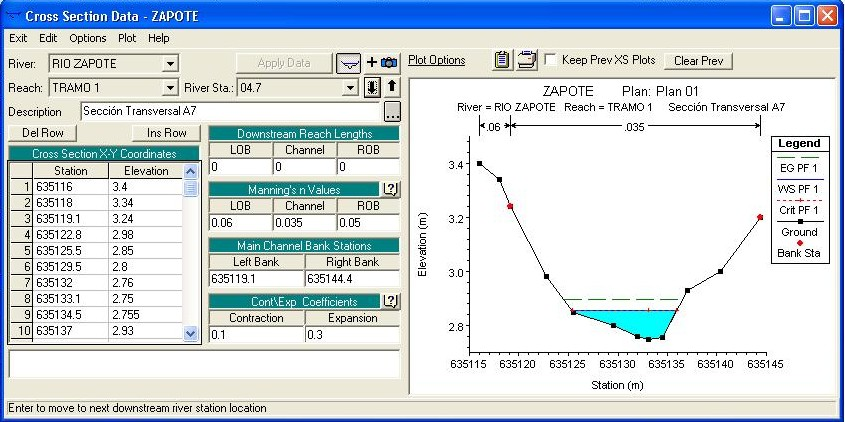 Cross Section Data - ZAPOTE
Exit Edit Options Plot Help
River: RIO ZAPOTE Apply Data
Reach: TRAMO 1 River Sta.: 04.7
Description Sección Transversal A7 ...
Del Row Ins Row
Cross Section X-Y Coordinates
Station Elevation
1 635116 3.4
2 635118 3.34
3 635119.1 3.24
4 635122.8 2.98
5 635125.5 2.85
6 635129.5 2.8
7 635132 2.76
8 635133.1 2.75
9 635134.5 2.755
10 635137 2.93
Downstream Reach Lengths
LOB Channel ROB
0 0 0
Manning's n Values ?
LOB Channel ROB
0.06 0.035 0.05
Main Channel Bank Stations
Left Bank Right Bank
635119.1 635144.4
Cont\Exp Coefficients ?
Contraction Expansion
0.1 0.3
Plot Options Keep Prev XS Plots Clear Prev
ZAPOTE Plan: Plan 01
River = RIO ZAPOTE Reach = TRAMO 1 Sección Transversal A7
.06 .035
3.4
3.2
3.0
2.8
Elevation (m)
635115 635120 635125 635130 635135 635140 635145
Station (m)
Legend
EG PF 1
WS PF 1
Crit PF 1
Ground
Bank Sta
Enter to move to next downstream river station location